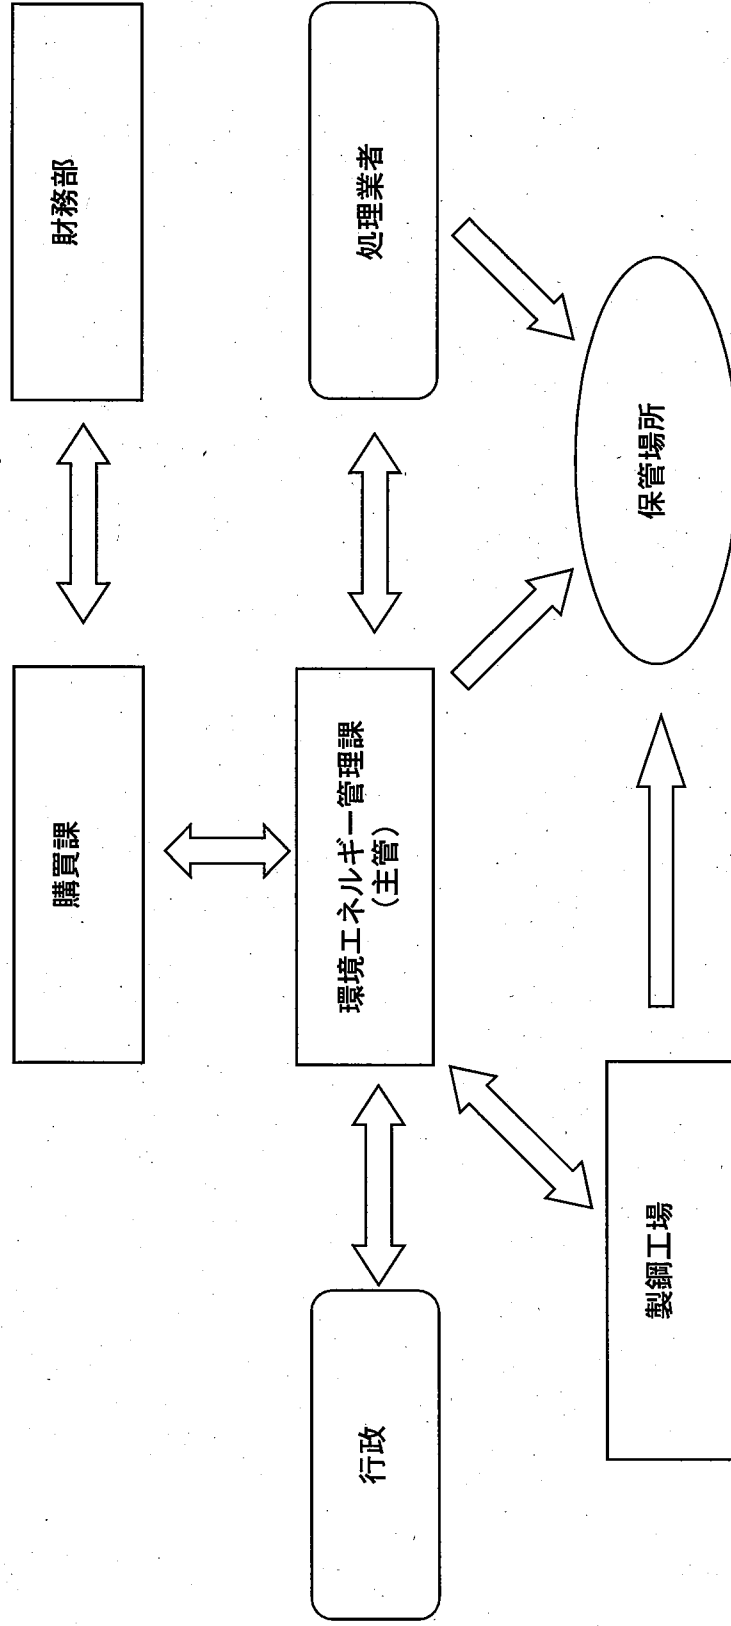 購買課
財務部
行政
環境エネルギー管理課
（主管）
処理業者
製鋼工場
保管場所